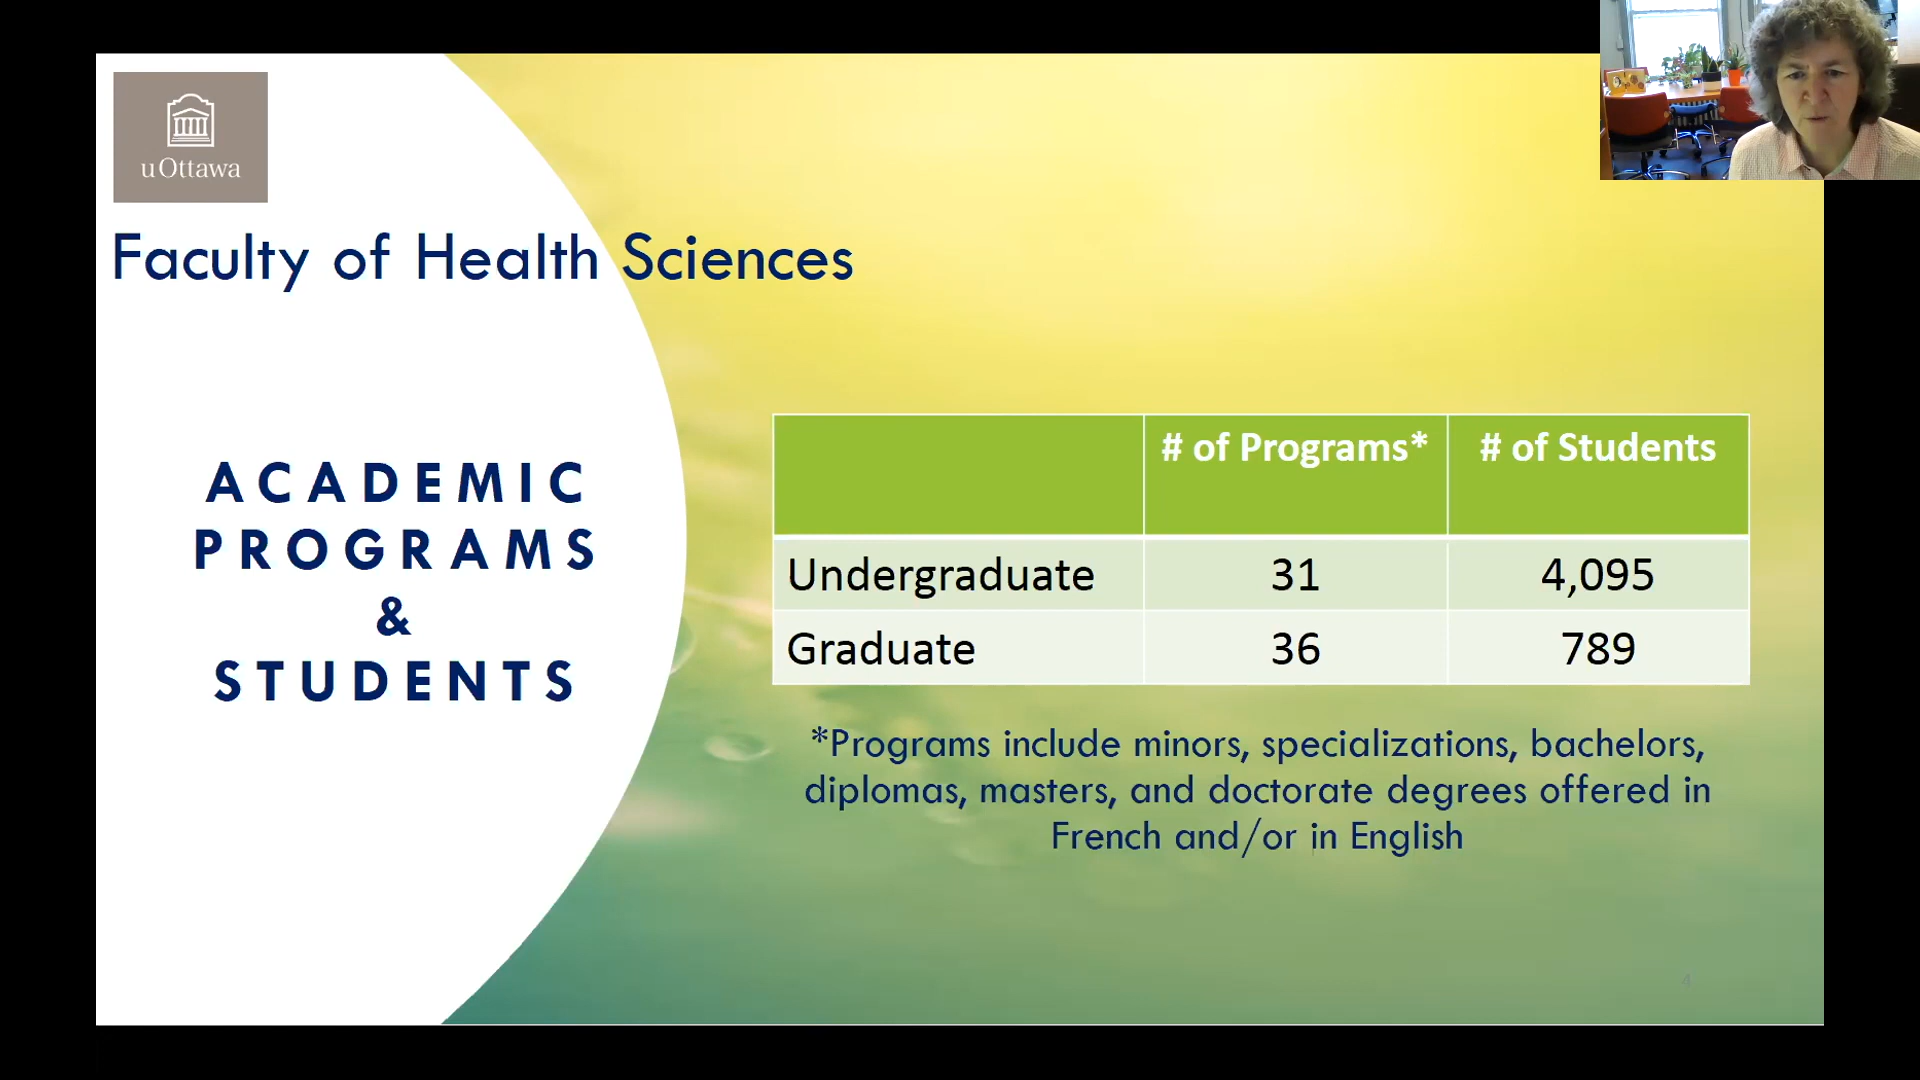 uOttawa
Faculty of Health Sciences
ACADEMIC
PROGRAMS
&
STUDENTS
# of Programs* # of Students
Undergraduate 31 4,095
Graduate 36 789
*Programs include minors, specializations, bachelors,
diplomas, masters, and doctorate degrees offered in
French and/or in English
4